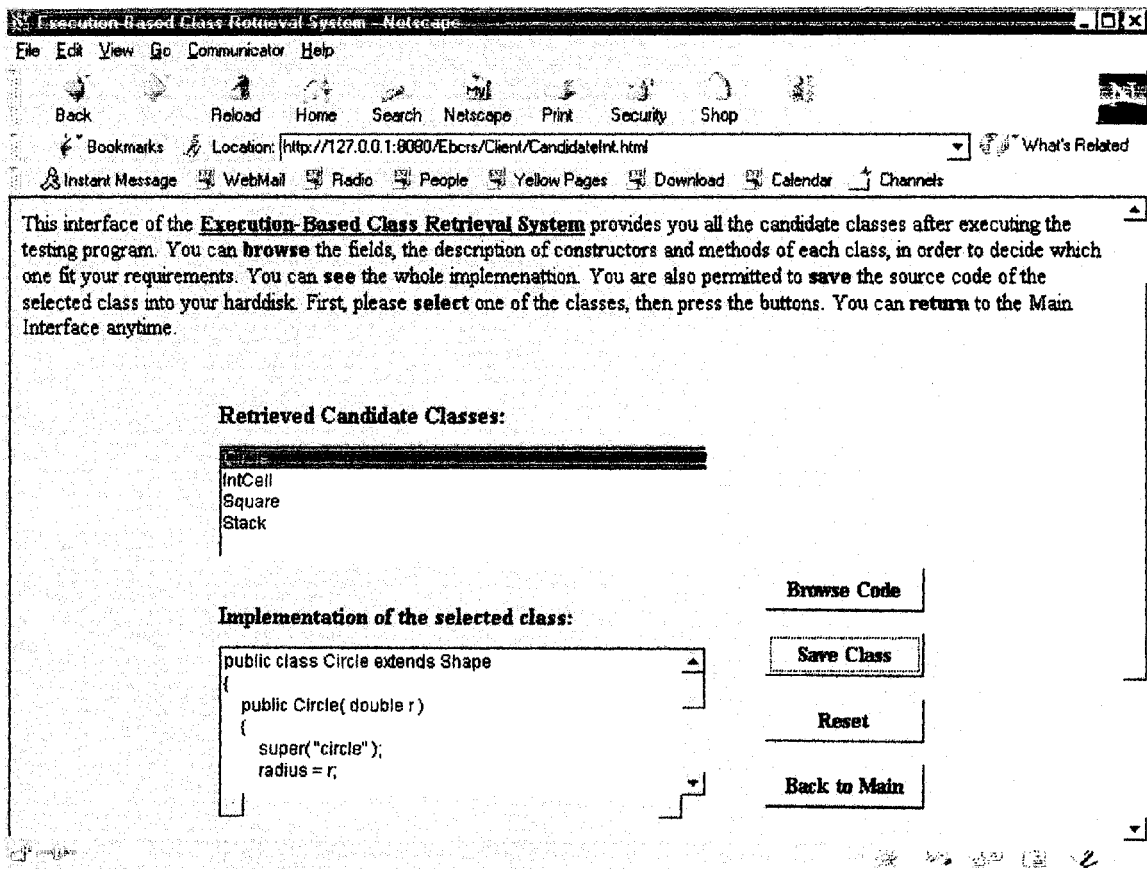 Execution-Based Class Retrieval System - Netscape
File Edit View Go Communicator Help
Back Reload Home Search Netscape Print Security Shop
Bookmarks Location: http://127.0.0.1:8080/Ebcrs/Client/CandidateInt.html What's Related
Instant Message WebMail Radio People Yellow Pages Download Calendar Channels
This interface of the Execution-Based Class Retrieval System provides you all the candidate classes after executing the
testing program. You can browse the fields, the description of constructors and methods of each class, in order to decide which
one fit your requirements. You can see the whole implemenattion. You are also permitted to save the source code of the
selected class into your harddisk. First, please select one of the classes, then press the buttons. You can return to the Main
Interface anytime.
Retrieved Candidate Classes:
IntCell
Square
Stack
Browse Code
Implementation of the selected class:
Save Class
public class Circle extends Shape
{
public Circle( double r )
{
super( "circle" );
radius = r;
Reset
Back to Main